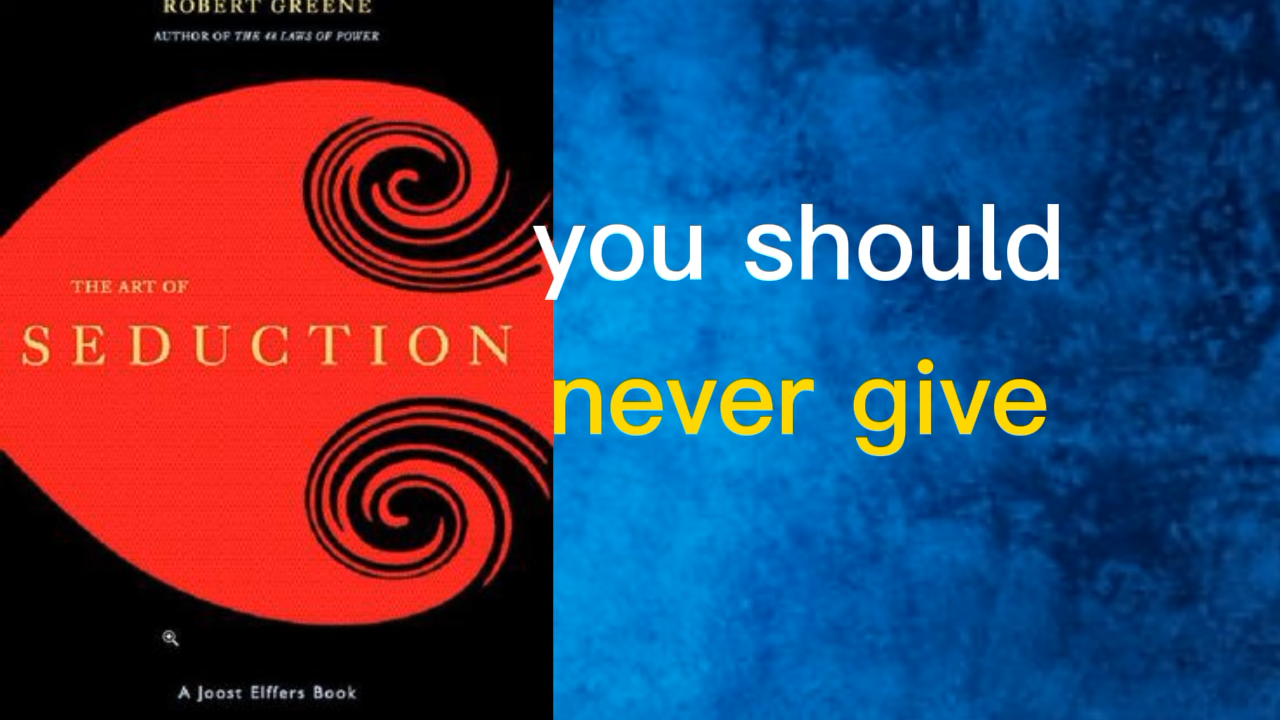 ROBERT GREENE
AUTHOR OF THE 48 LAWS OF POWER
THE ART OF
SEDUCTION
A Joost Elffers Book
you should
never give